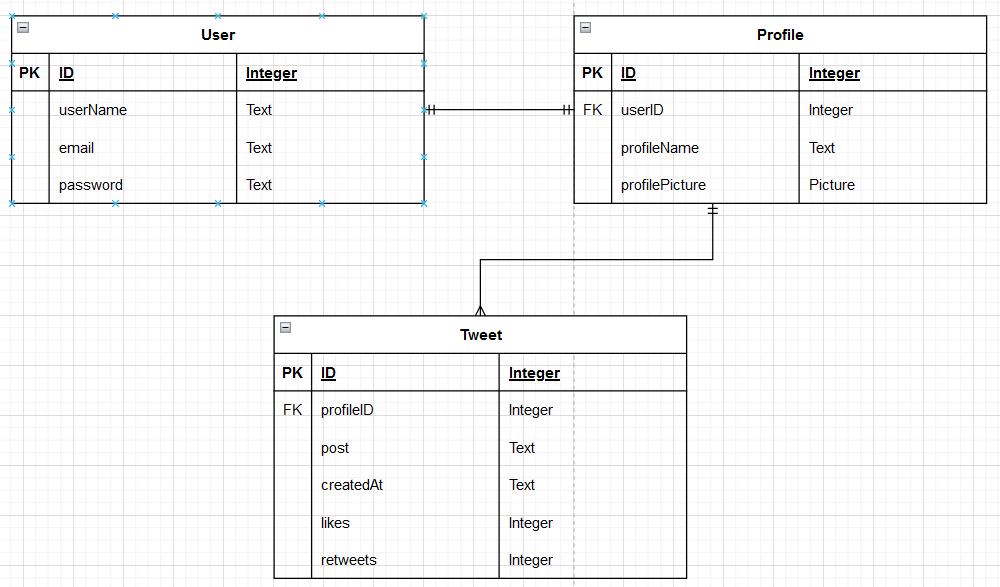 User
PK ID Integer
userName Text
email Text
password Text
Profile
PK ID Integer
FK userID Integer
profileName Text
profilePicture Picture
Tweet
PK ID Integer
FK profileID Integer
post Text
createdAt Text
likes Integer
retweets Integer